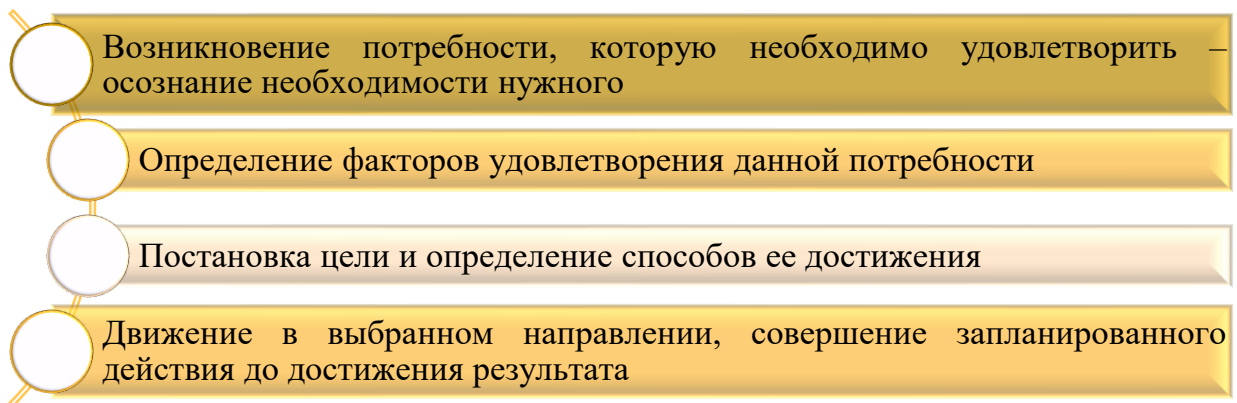 Возникновение потребности, которую необходимо удовлетворить –
осознание необходимости нужного
Определение факторов удовлетворения данной потребности
Постановка цели и определение способов ее достижения
Движение в выбранном направлении, совершение запланированного
действия до достижения результата